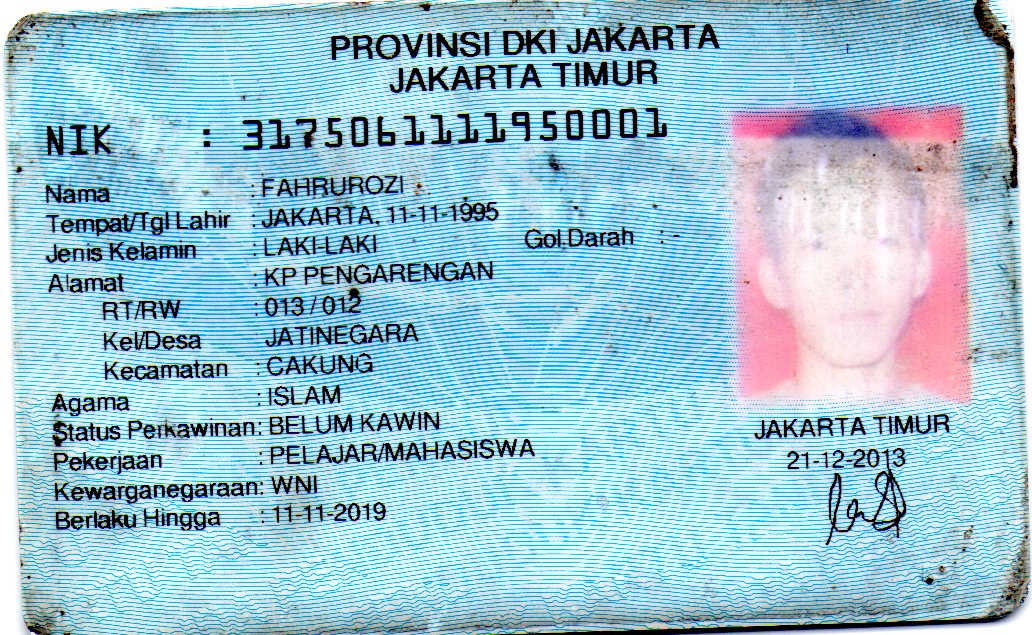 PROVINSI DKI JAKARTA
JAKARTA TIMUR
NIK : 3175061111950001
Nama : FAHRUROZI
Tempat/Tgl Lahir : JAKARTA, 11-11-1995
Jenis Kelamin : LAKI-LAKI Gol.Darah : -
Alamat : KP PENGARENGAN
RT/RW : 013 / 012
Kel/Desa JATINEGARA
Kecamatan : CAKUNG
Agama : ISLAM
Status Perkawinan: BELUM KAWIN
Pekerjaan : PELAJAR/MAHASISWA
Kewarganegaraan: WNI
Berlaku Hingga : 11-11-2019
JAKARTA TIMUR
21-12-2013